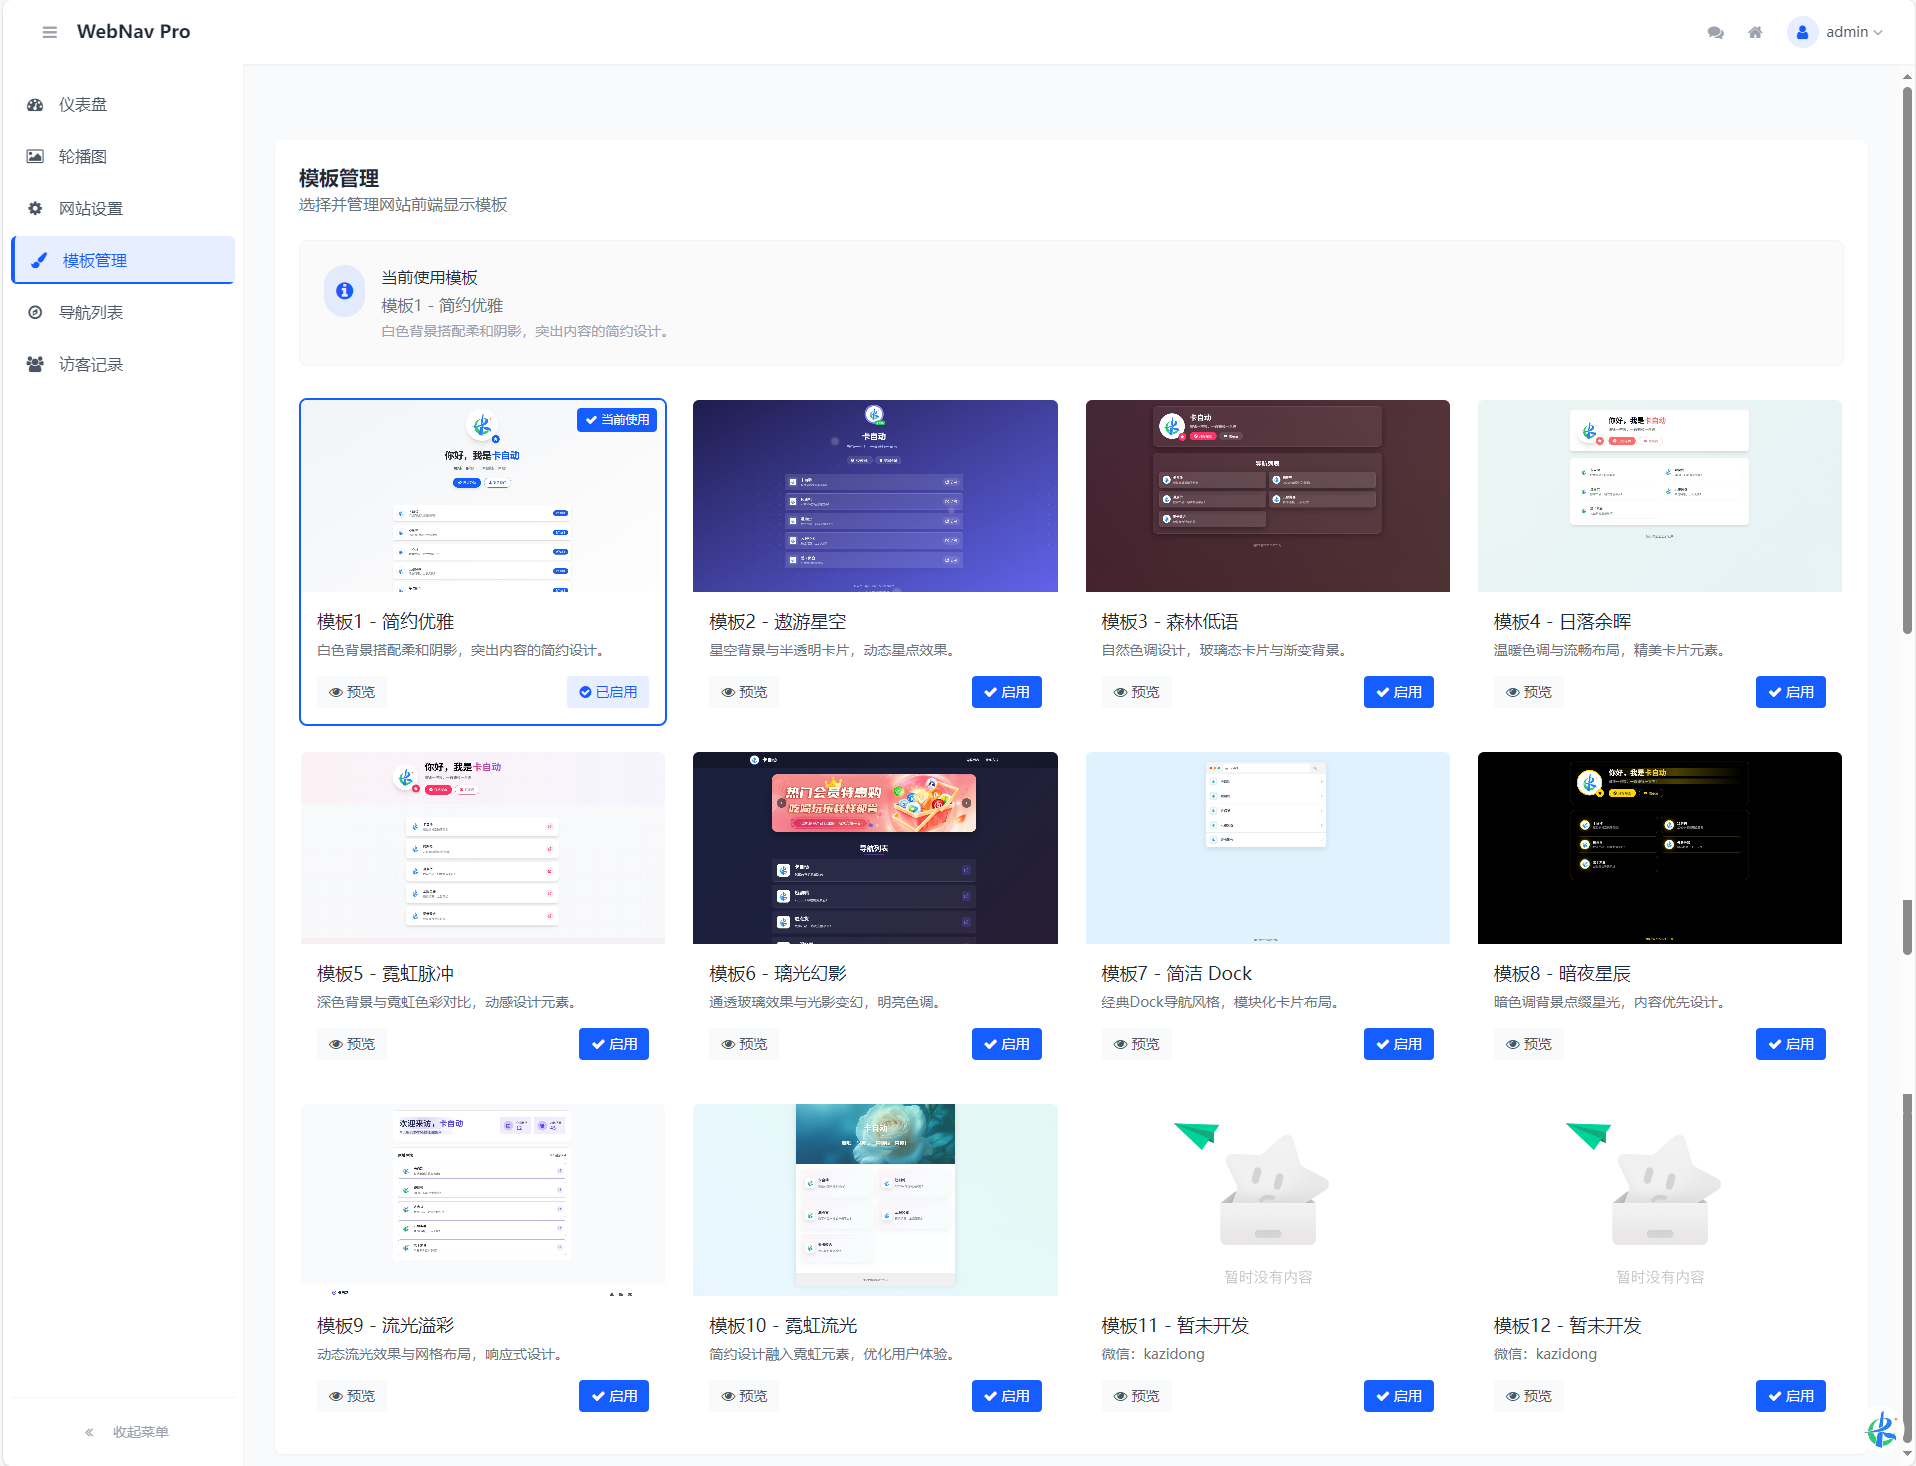 WebNav Pro
admin
仪表盘
轮播图
网站设置
模板管理
导航列表
访客记录
收起菜单
模板管理
选择并管理网站前端显示模板
当前使用模板
模板1 - 简约优雅
白色背景搭配柔和阴影，突出内容的简约设计。
当前使用
你好，我是卡自动
模板1 - 简约优雅
白色背景搭配柔和阴影，突出内容的简约设计。
预览
已启用
卡自动
模板2 - 遨游星空
星空背景与半透明卡片，动态星点效果。
预览
启用
卡自动
导航列表
模板3 - 森林低语
自然色调设计，玻璃态卡片与渐变背景。
预览
启用
你好，我是卡自动
模板4 - 日落余晖
温暖色调与流畅布局，精美卡片元素。
预览
启用
你好，我是卡自动
模板5 - 霓虹脉冲
深色背景与霓虹色彩对比，动感设计元素。
预览
启用
卡自动
热门会员特惠购
吃喝玩乐样样都省
导航列表
卡自动
模板6 - 璃光幻影
通透玻璃效果与光影变幻，明亮色调。
预览
启用
模板7 - 简洁 Dock
经典Dock导航风格，模块化卡片布局。
预览
启用
你好，我是卡自动
模板8 - 暗夜星辰
暗色调背景点缀星光，内容优先设计。
预览
启用
欢迎来访，卡自动
模板9 - 流光溢彩
动态流光效果与网格布局，响应式设计。
预览
启用
卡自动
模板10 - 霓虹流光
简约设计融入霓虹元素，优化用户体验。
预览
启用
暂时没有内容
模板11 - 暂未开发
微信：kazidong
预览
启用
暂时没有内容
模板12 - 暂未开发
微信：kazidong
预览
启用